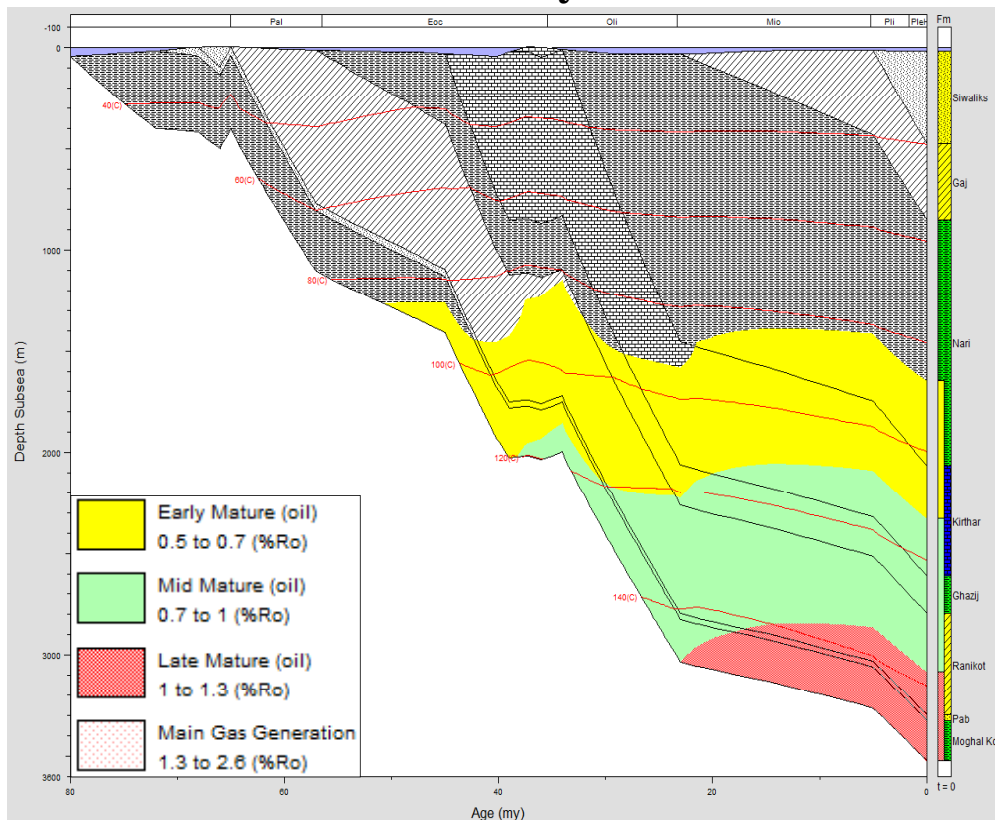 Pal Eoc Oli Mio Pli Fm
-100
0
1000
2000
3000
3600
Depth Subsea (m)
40(C)
60(C)
80(C)
100(C)
120(C)
140(C)
Early Mature (oil)
0.5 to 0.7 (%Ro)
Mid Mature (oil)
0.7 to 1 (%Ro)
Late Mature (oil)
1 to 1.3 (%Ro)
Main Gas Generation
1.3 to 2.6 (%Ro)
Siwaliks
Gaj
Nari
Kirthar
Ghazij
Ranikot
Pab
Moghal Ko
t = 0
80 60 40 20 0
Age (my)